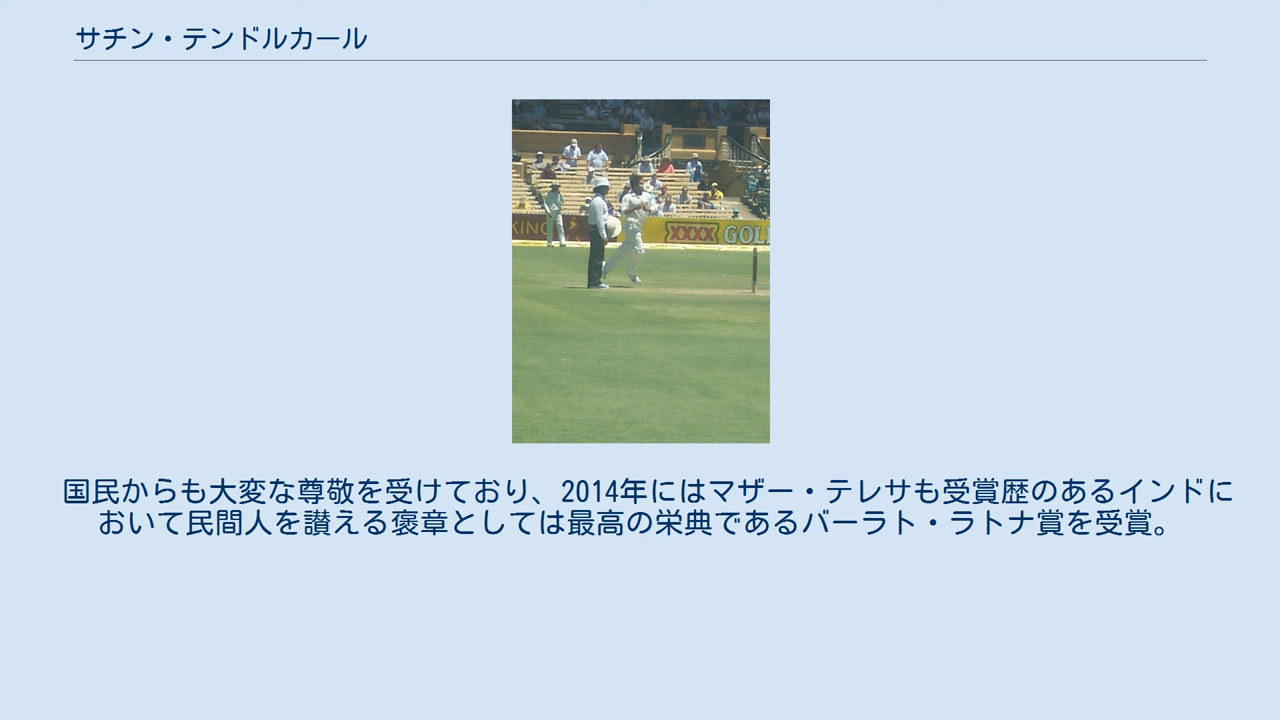 サチン・テンドルカール
KING
XXXX GOL
国民からも大変な尊敬を受けており、2014年にはマザー・テレサも受賞歴のあるインドに
おいて民間人を讃える褒章としては最高の栄典であるバーラト・ラトナ賞を受賞。